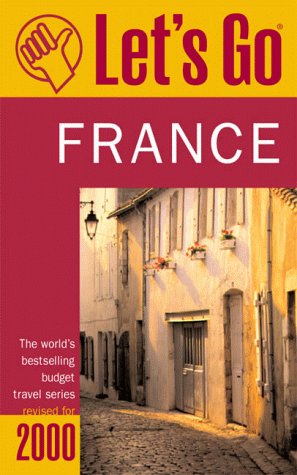 Let's Go®
FRANCE
The world's
bestselling
budget
travel series
revised for
2000